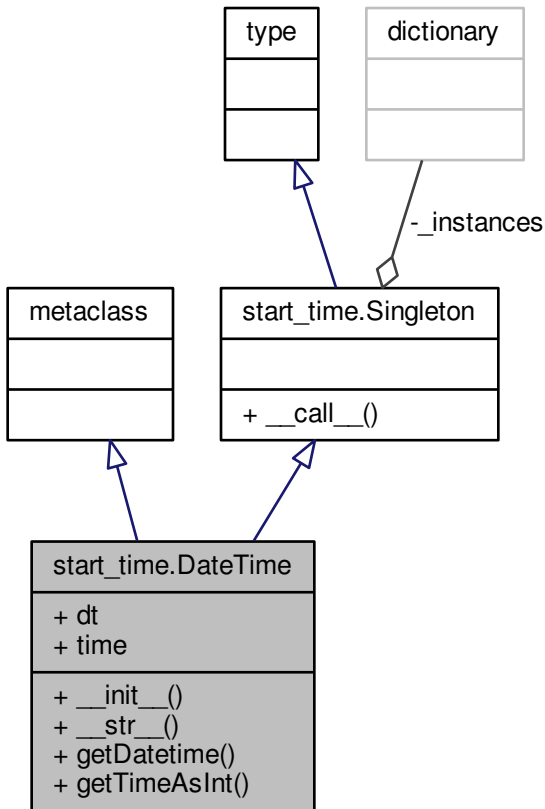 type
dictionary
-_instances
metaclass
start_time.Singleton
+ __call__()
start_time.DateTime
+ dt
+ time
+ __init__()
+ __str__()
+ getDatetime()
+ getTimeAsInt()